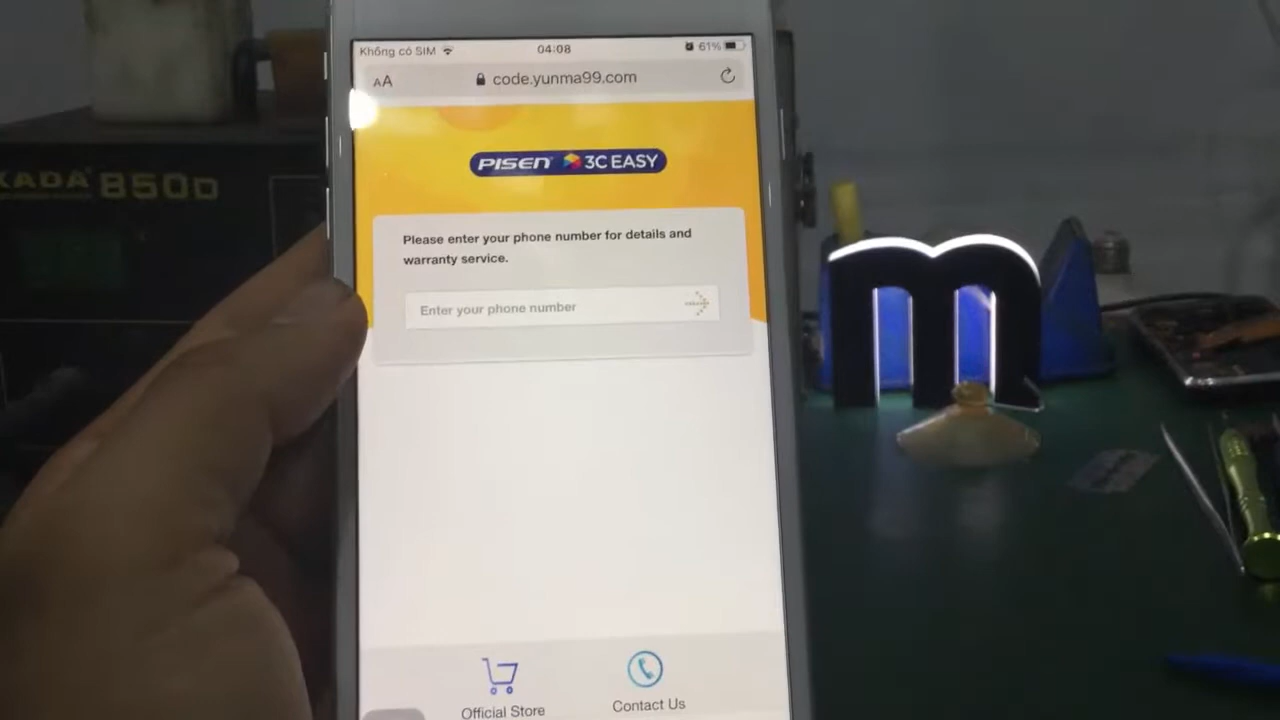 Không có SIM
04:08
61%
AA
code.yunma99.com
PISEN 3C EASY
Please enter your phone number for details and
warranty service.
Enter your phone number
Official Store
Contact Us
850D
m